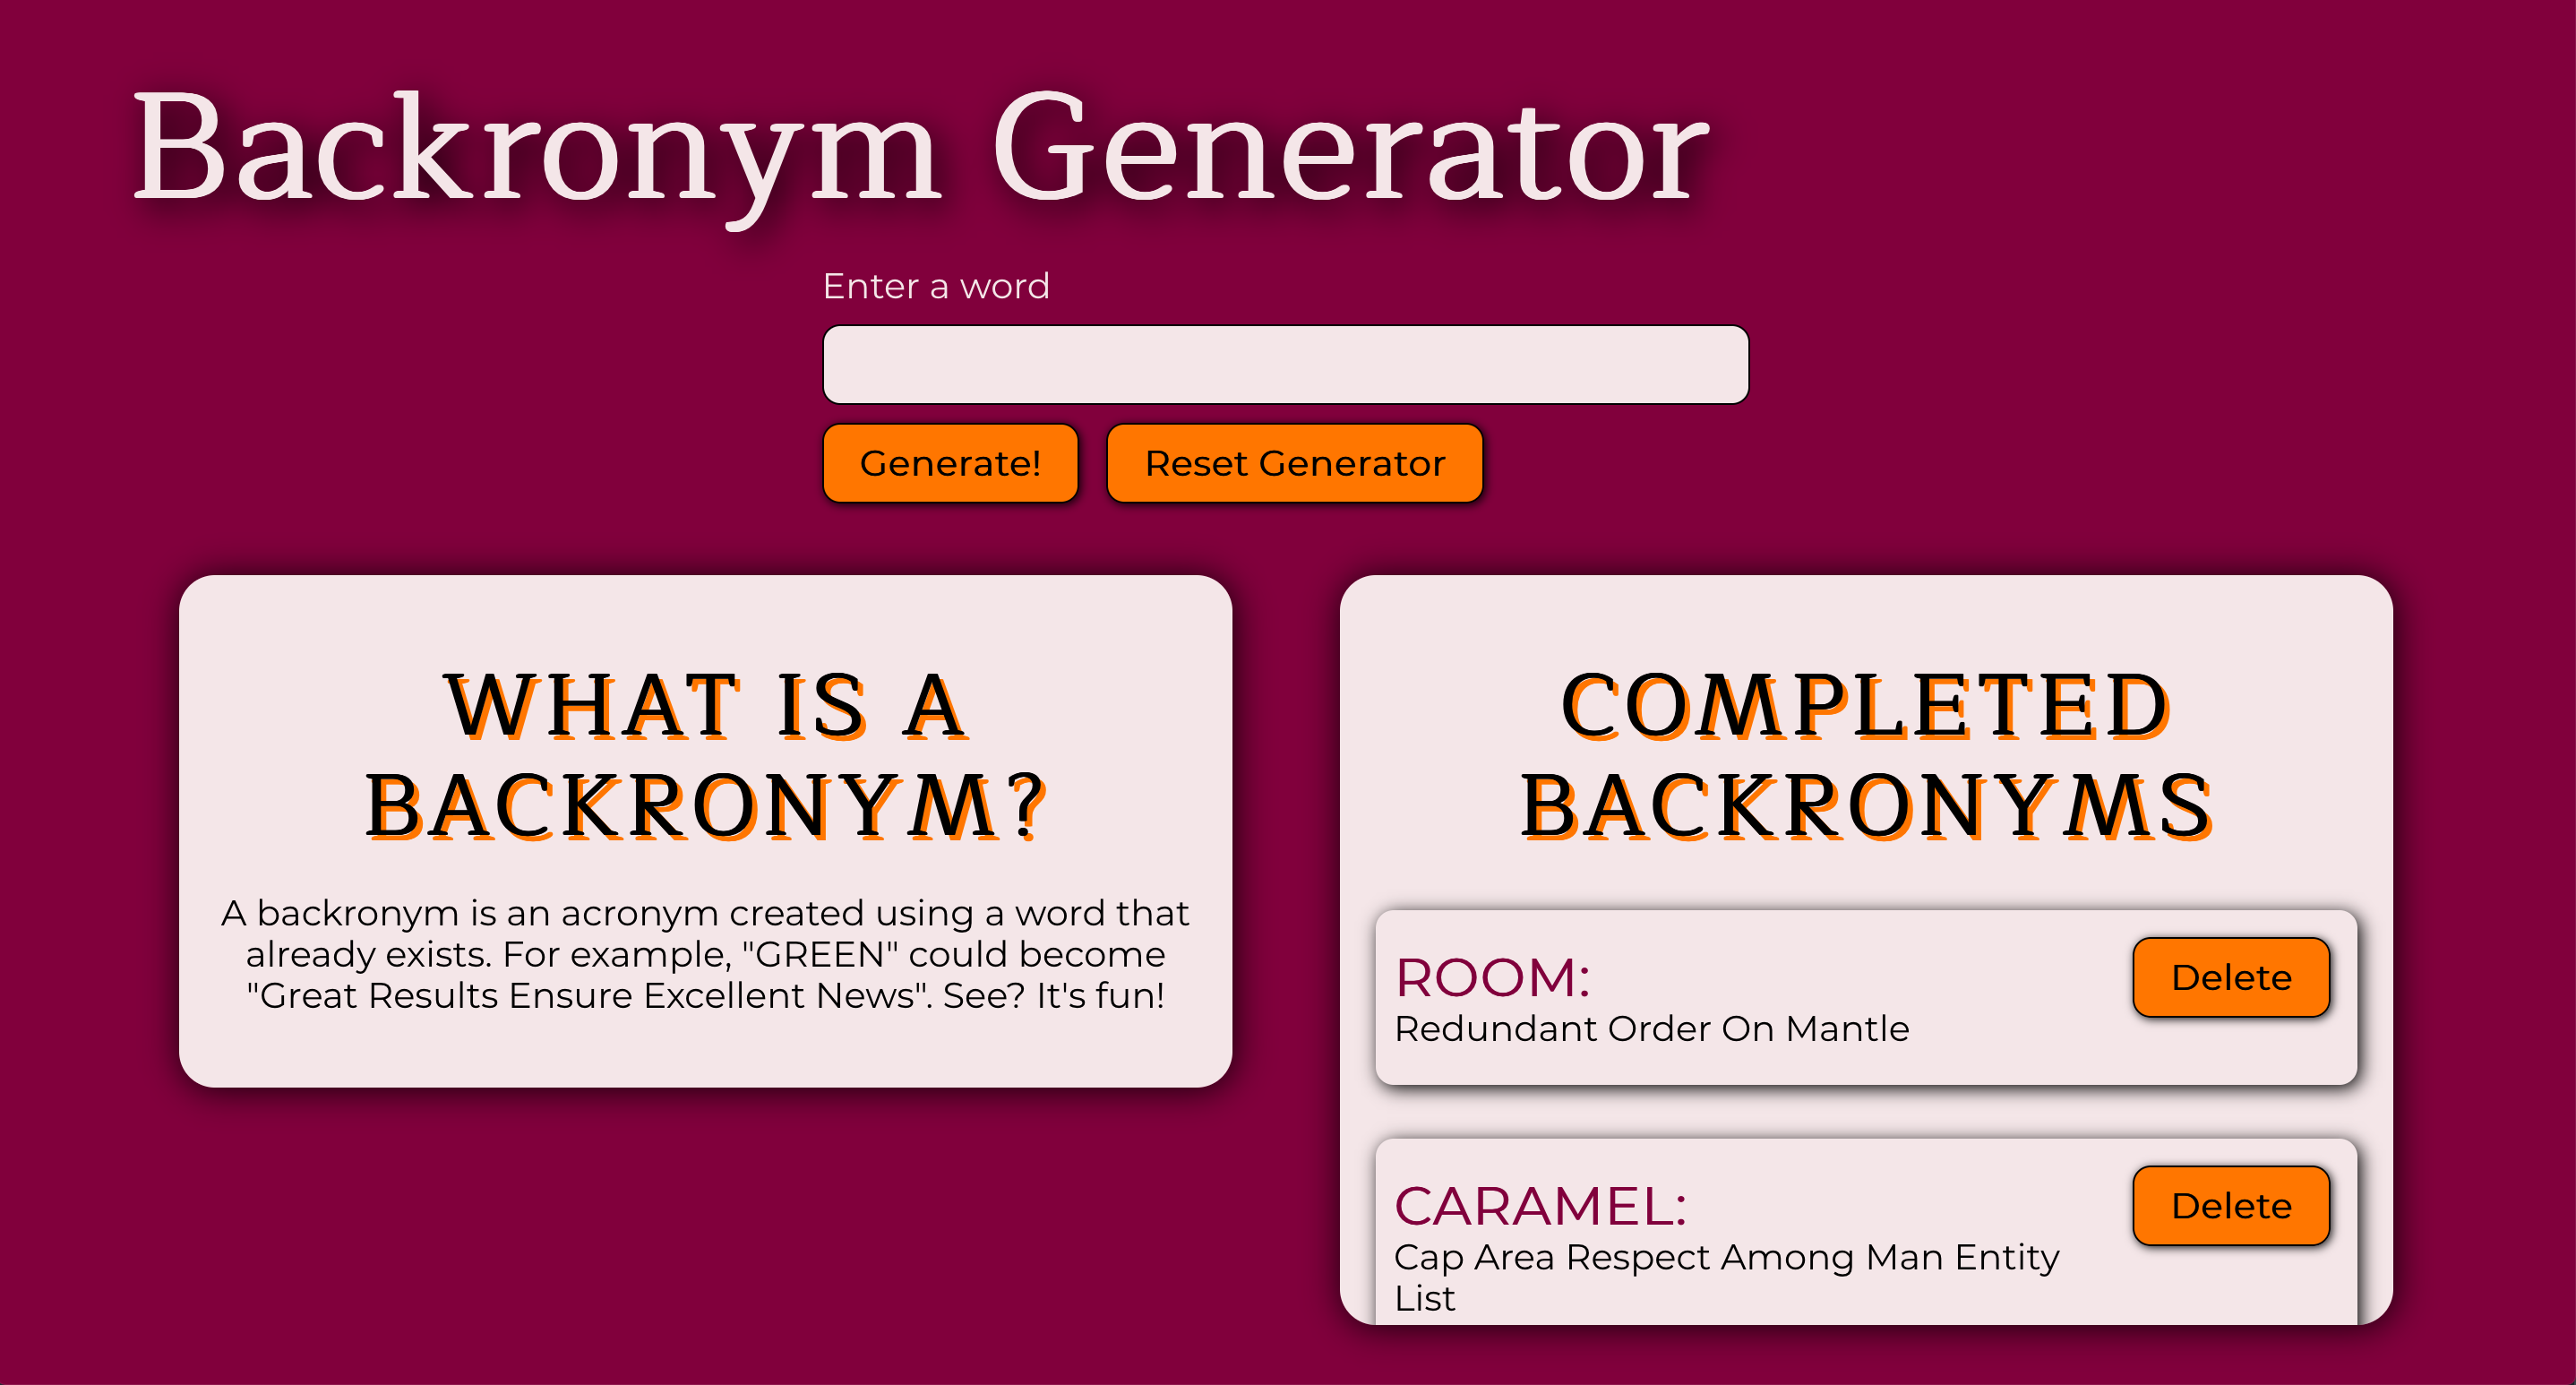 Backronym Generator
Enter a word
Generate!
Reset Generator
WHAT IS A
BACKRONYM?
A backronym is an acronym created using a word that
already exists. For example, "GREEN" could become
"Great Results Ensure Excellent News". See? It's fun!
COMPLETED
BACKRONYMS
ROOM:
Redundant Order On Mantle
Delete
CARAMEL:
Cap Area Respect Among Man Entity
List
Delete